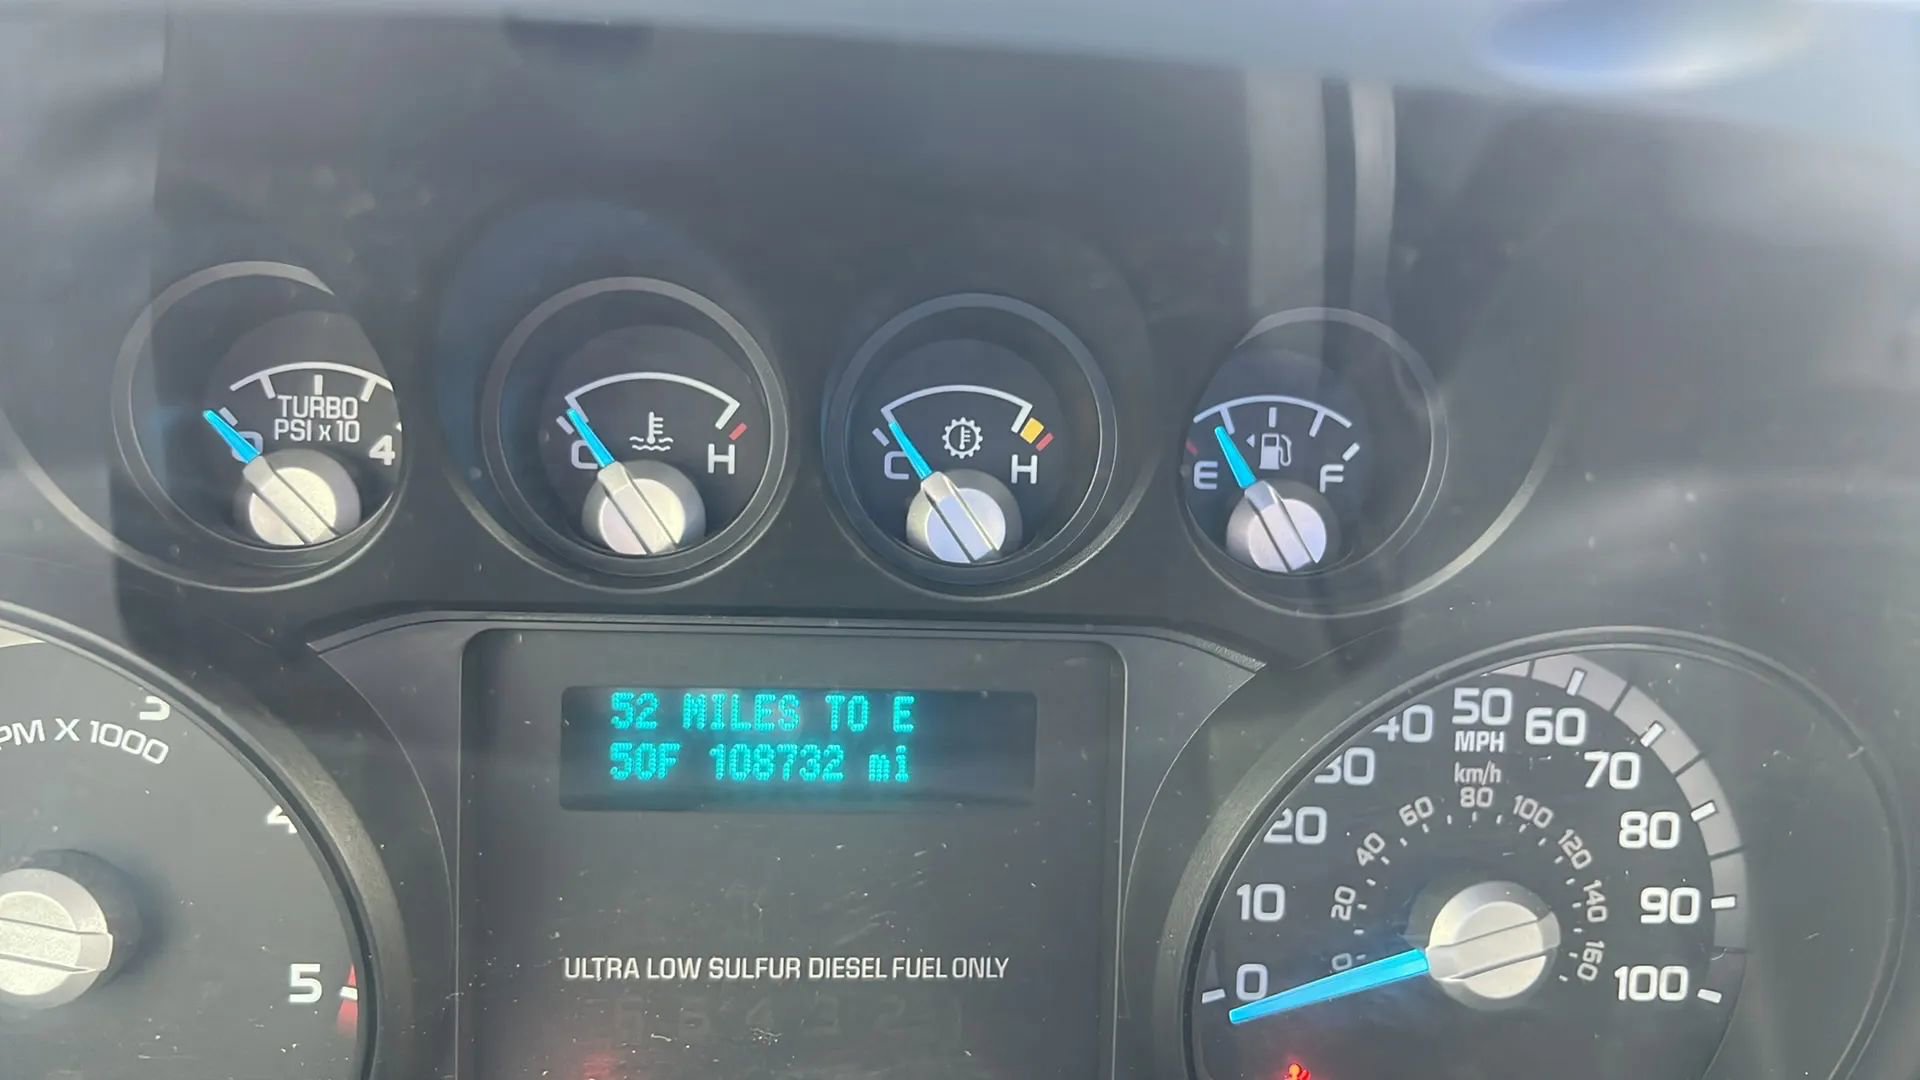 TURBO
PSI x 10
0
4
C
H
C
H
E
F
52 MILES TO E
50F 108732 mi
ULTRA LOW SULFUR DIESEL FUEL ONLY
3
PM X 1000
4
5
0
10
20
30
40
50
60
70
80
90
100
MPH
km/h
0
20
40
60
80
100
120
140
160